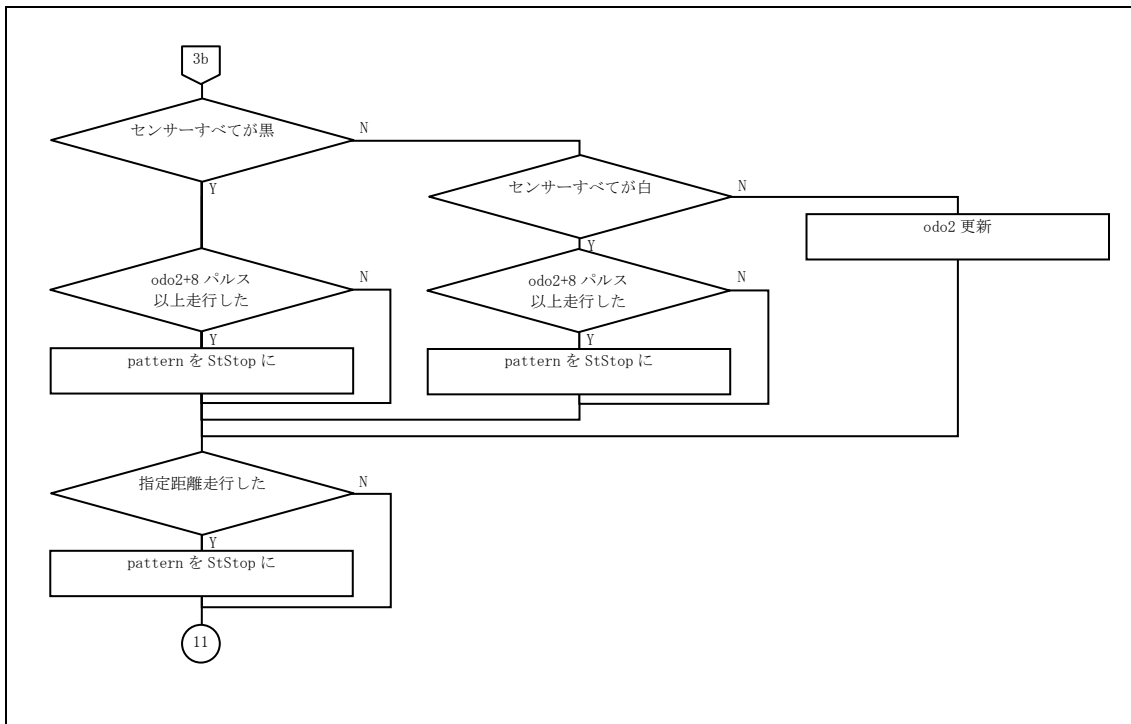 3b
センサーすべてが黒
N
Y
センサーすべてが白
N
Y
odo2 更新
odo2+8 パルス
以上走行した
N
Y
pattern を StStop に
odo2+8 パルス
以上走行した
N
Y
pattern を StStop に
指定距離走行した
N
Y
pattern を StStop に
11